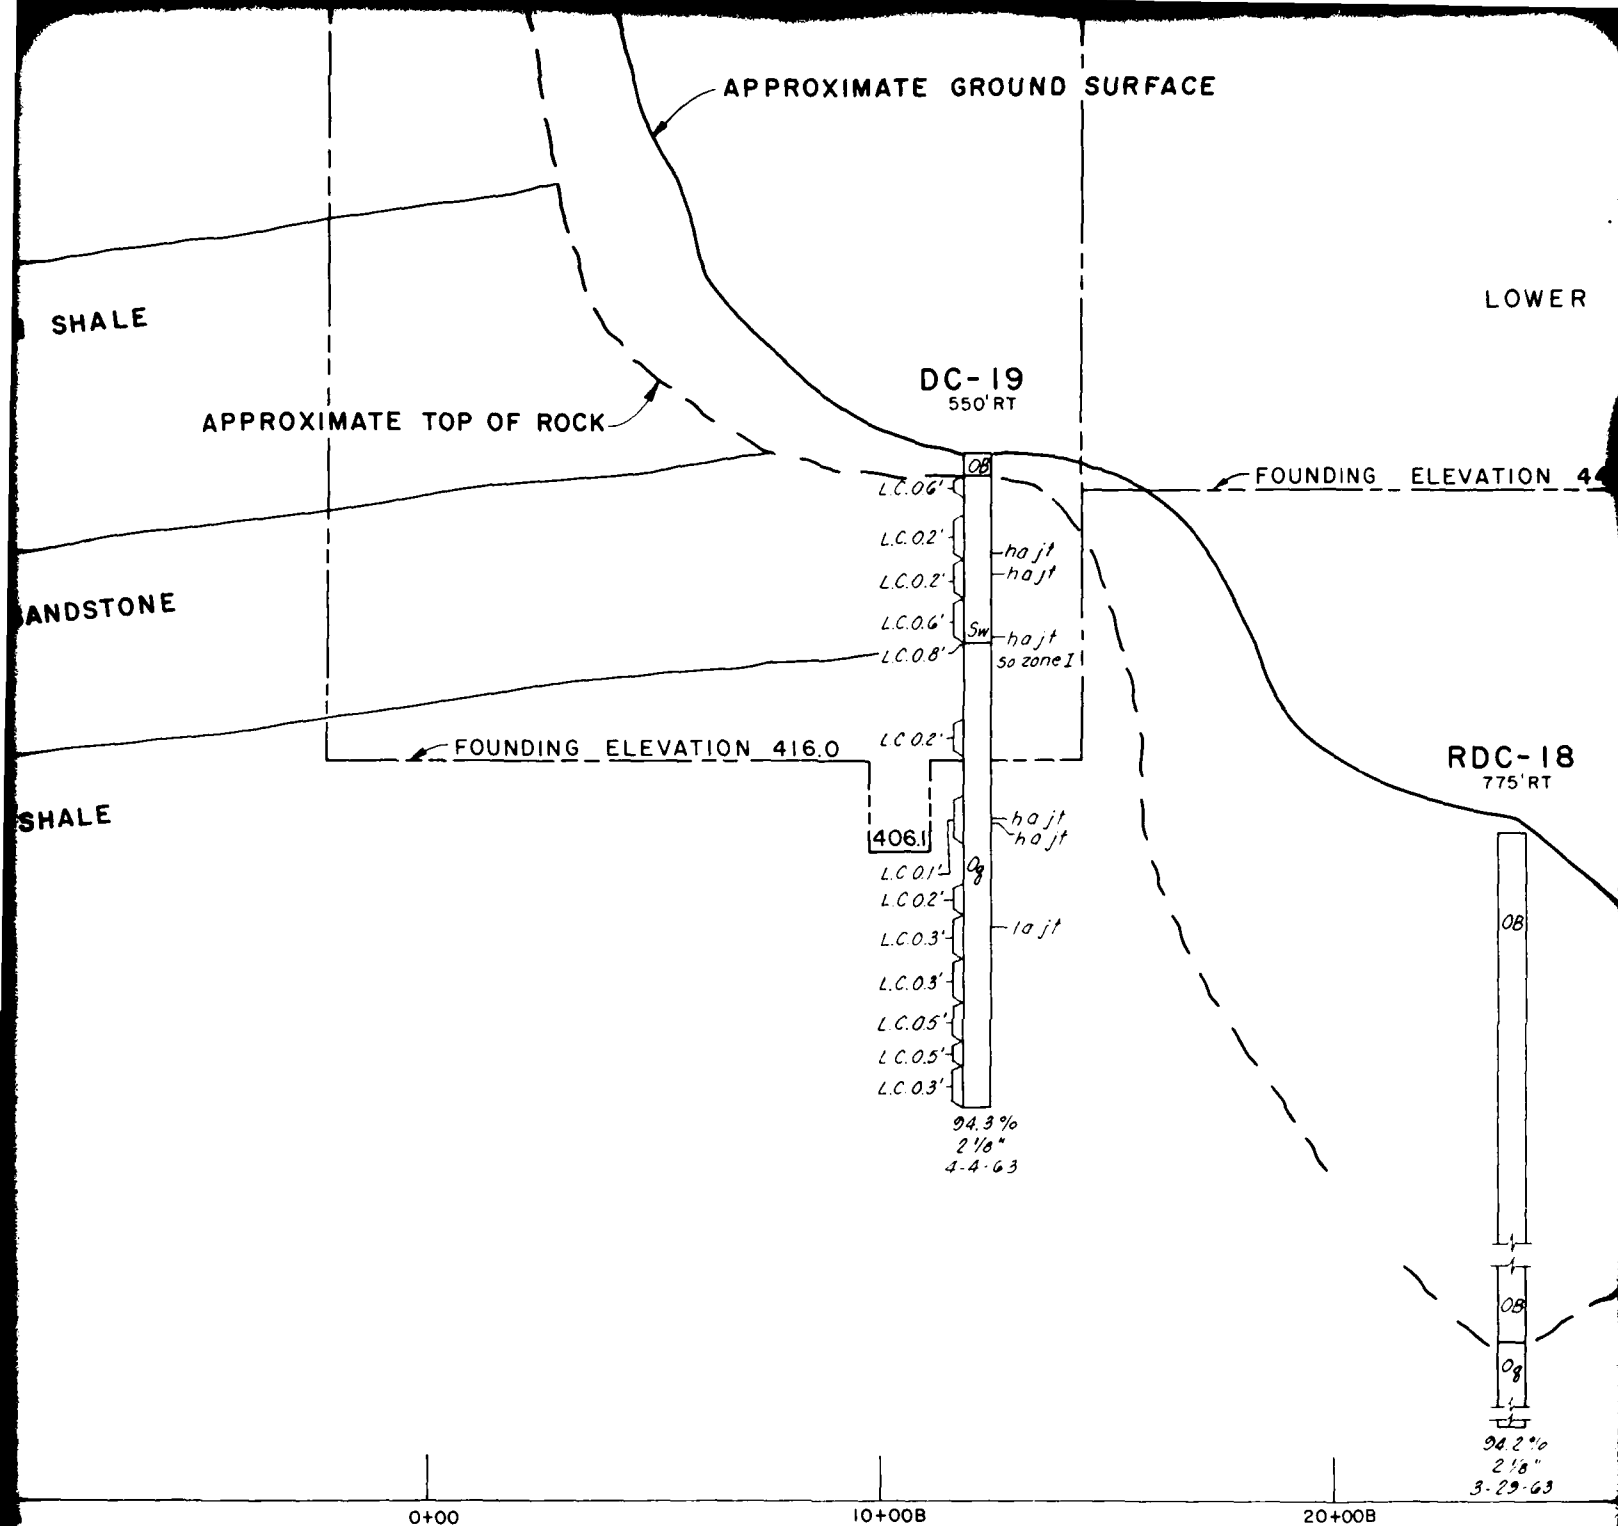 APPROXIMATE GROUND SURFACE
LOWER
SHALE
DC-19
550' RT
APPROXIMATE TOP OF ROCK
OB
FOUNDING ELEVATION
L.C. 0.6'
L.C. 0.2'
ha jt
L.C. 0.2'
ha jt
ANDSTONE
L.C. 0.6'
Sw
ha jt
L.C. 0.8'
so zone I
L.C. 0.2'
FOUNDING ELEVATION 416.0
RDC-18
775' RT
SHALE
ha jt
ha jt
406.1
L.C. 0.1'
Og
L.C. 0.2'
OB
la jt
L.C. 0.3'
L.C. 0.3'
L.C. 0.5'
L.C. 0.5'
L.C. 0.3'
94.3%
2 1/8"
4-4-63
OB
Og
94.2%
2 1/8"
3-29-63
0+00
10+00B
20+00B